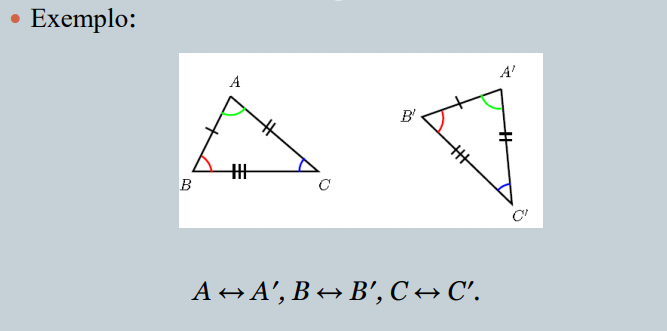 • Exemplo:
A
A'
B'
B
C
C'
A ↔ A′, B ↔ B′, C ↔ C′.